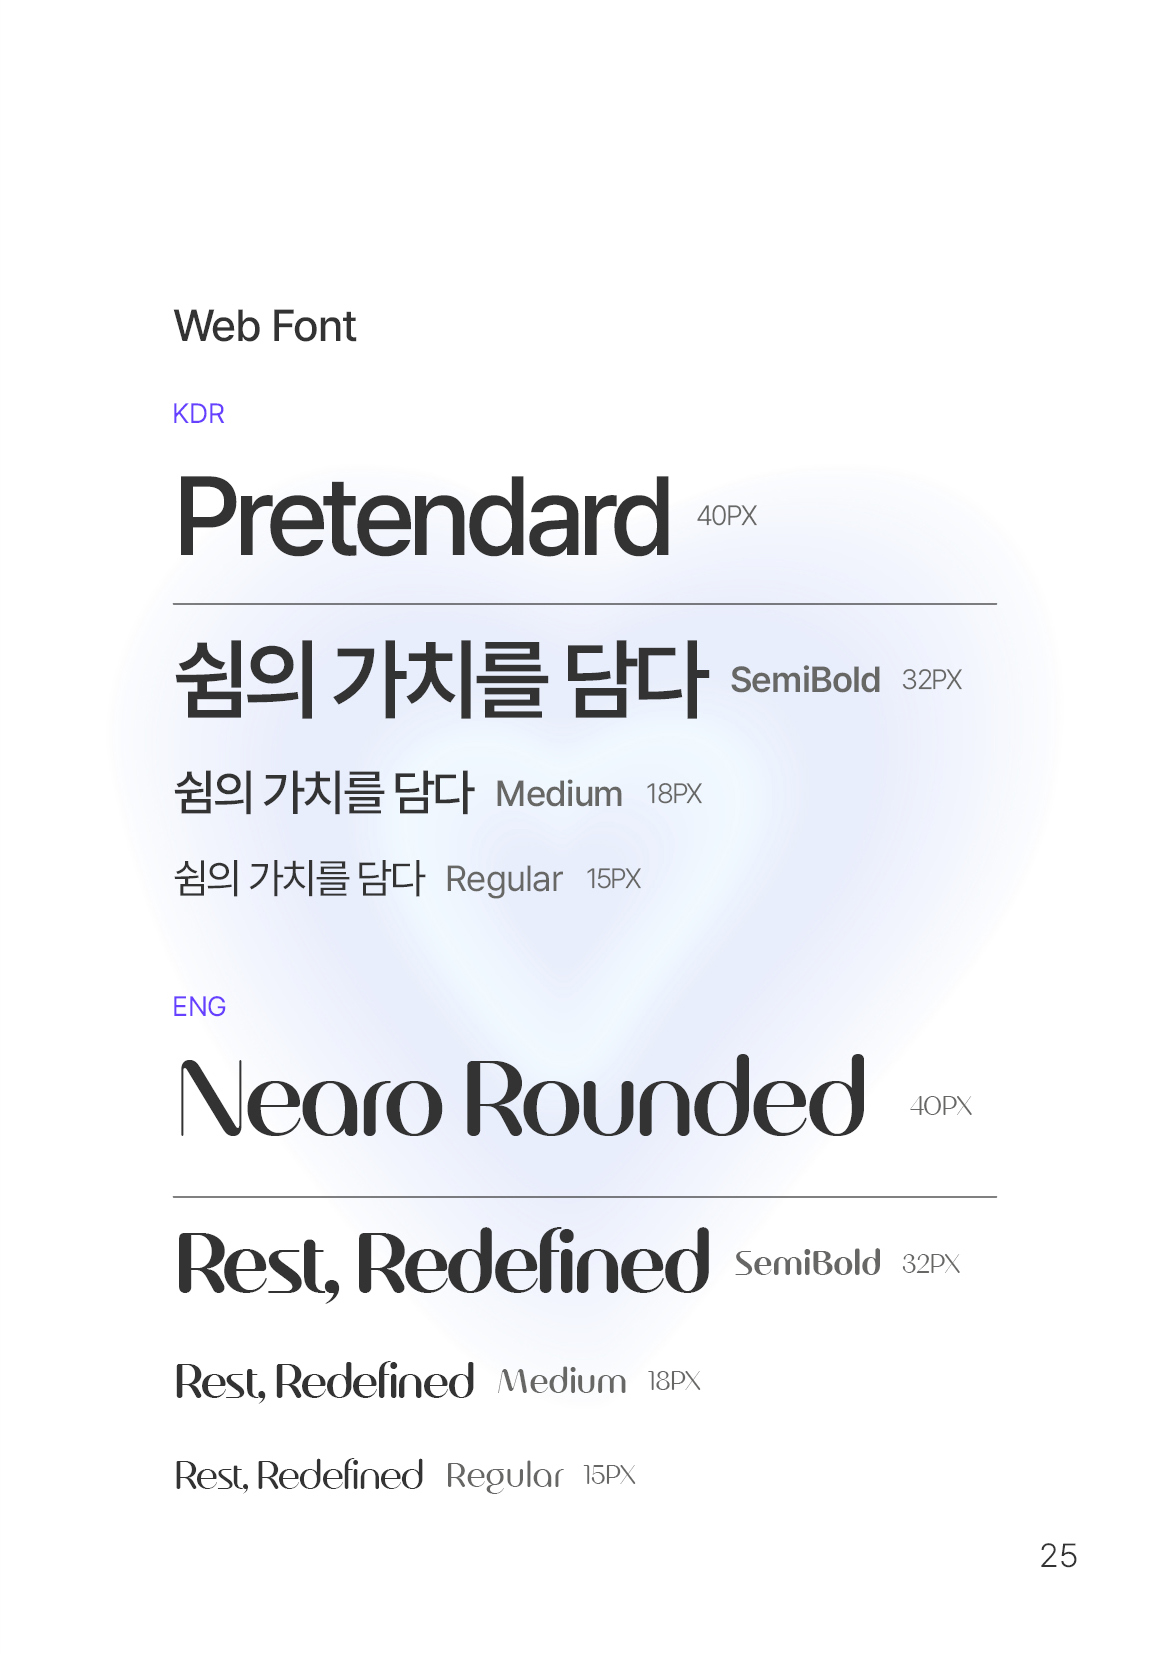 Web Font
KDR
Pretendard 40PX
쉼의 가치를 담다 SemiBold 32PX
쉼의 가치를 담다 Medium 18PX
쉼의 가치를 담다 Regular 15PX
ENG
Nearo Rounded 40PX
Rest, Redefined SemiBold 32PX
Rest, Redefined Medium 18PX
Rest, Redefined Regular 15PX
25